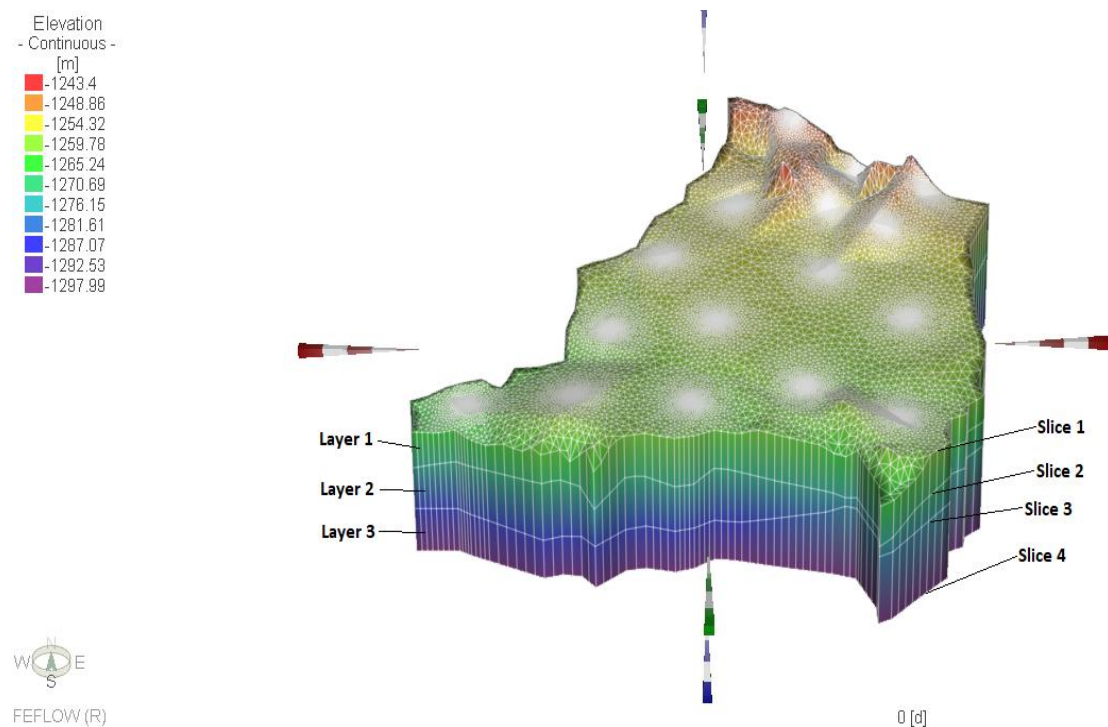 Elevation
- Continuous -
[m]
-1243.4
-1248.86
-1254.32
-1259.78
-1265.24
-1270.69
-1276.15
-1281.61
-1287.07
-1292.53
-1297.99
Layer 1
Layer 2
Layer 3
Slice 1
Slice 2
Slice 3
Slice 4
N
W E
S
FEFLOW (R)
0 [d]